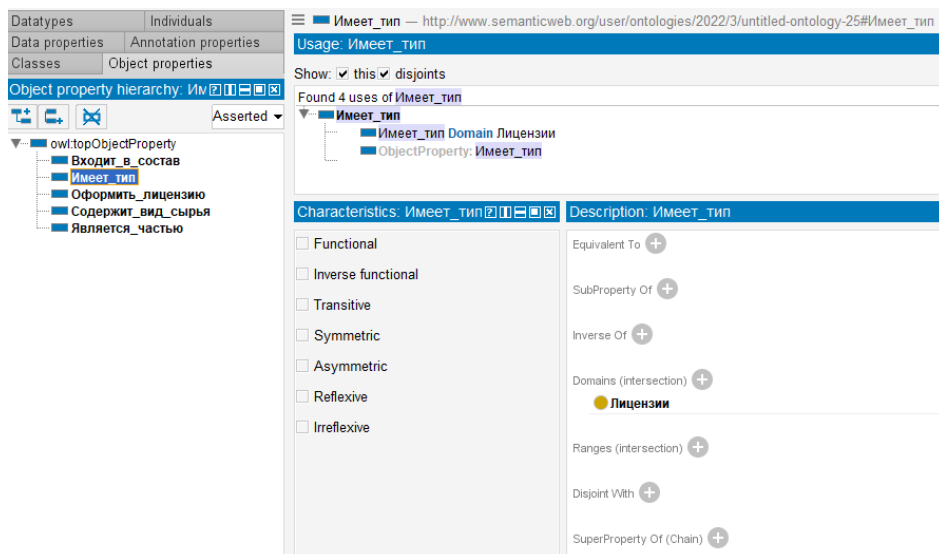 Datatypes Individuals
Data properties Annotation properties
Classes Object properties
Object property hierarchy: Им
Asserted
owl:topObjectProperty
Входит_в_состав
Имеет_тип
Оформить_лицензию
Содержит_вид_сырья
Является_частью
Имеет_тип — http://www.semanticweb.org/user/ontologies/2022/3/untitled-ontology-25#Имеет_тип
Usage: Имеет_тип
Show: this disjoints
Found 4 uses of Имеет_тип
Имеет_тип
Имеет_тип Domain Лицензии
ObjectProperty: Имеет_тип
Characteristics: Имеет_тип
Functional
Inverse functional
Transitive
Symmetric
Asymmetric
Reflexive
Irreflexive
Description: Имеет_тип
Equivalent To
SubProperty Of
Inverse Of
Domains (intersection)
Лицензии
Ranges (intersection)
Disjoint With
SuperProperty Of (Chain)